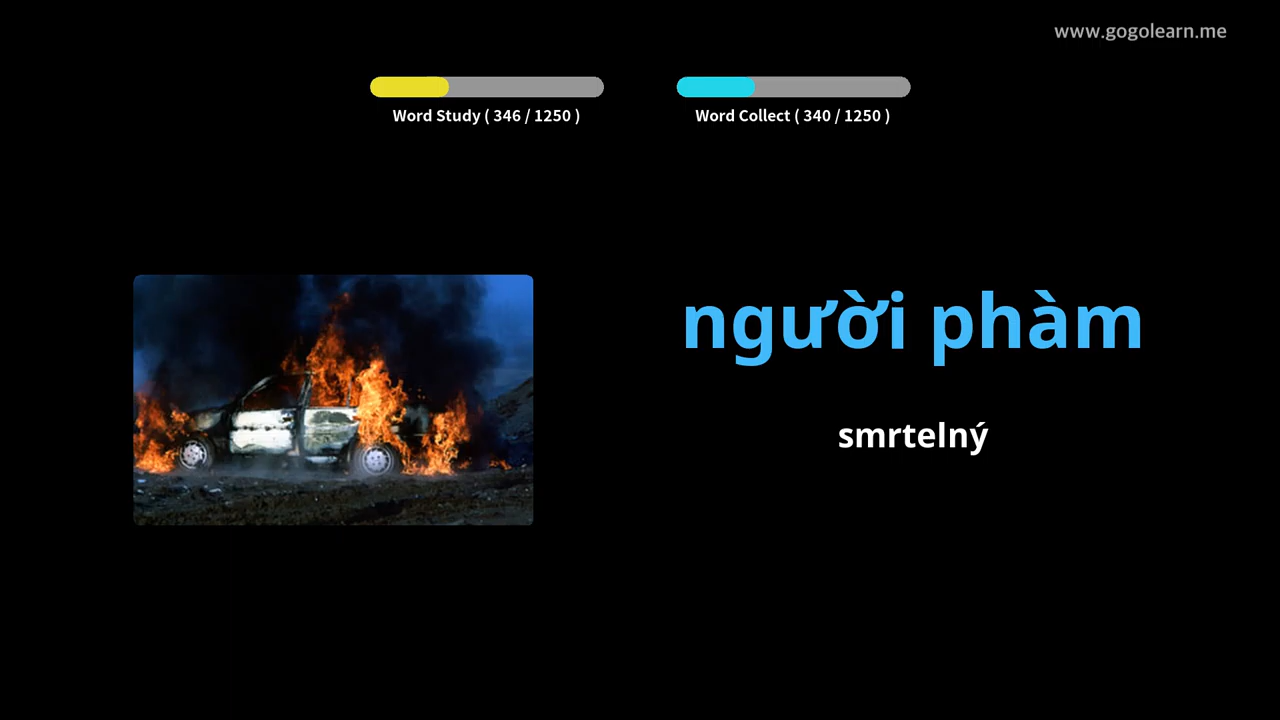 www.gogolearn.me
Word Study ( 346 / 1250 )
Word Collect ( 340 / 1250 )
người phàm
smrtelný